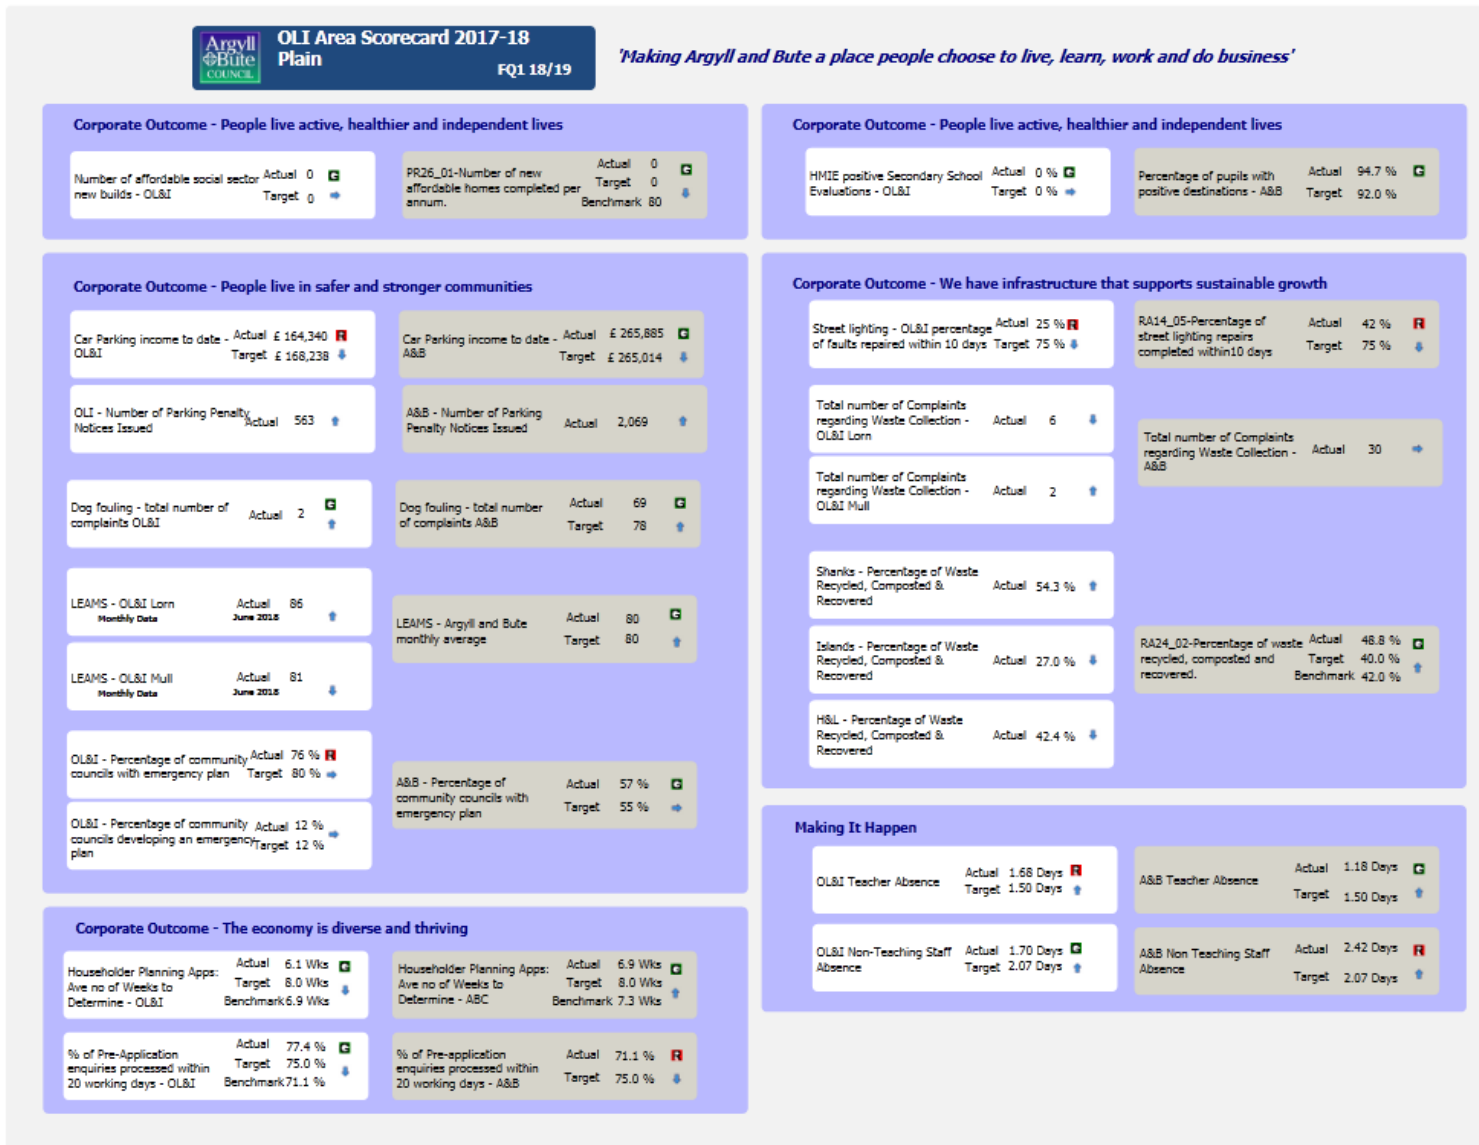 Argyll
Bute
COUNCIL
OLI Area Scorecard 2017-18
Plain
FQ1 18/19
'Making Argyll and Bute a place people choose to live, learn, work and do business'
Corporate Outcome - People live active, healthier and independent lives
Number of affordable social sector Actual 0 G
new builds - OL&I Target 0
PR26_01-Number of new affordable homes completed per annum.
Actual 0 G
Target 0
Benchmark 80
Corporate Outcome - People live active, healthier and independent lives
HMIE positive Secondary School Actual 0 % G
Evaluations - OL&I Target 0 %
Percentage of pupils with Actual 94.7 % G
positive destinations - A&B Target 92.0 %
Corporate Outcome - People live in safer and stronger communities
Car Parking income to date - Actual £ 164,340 R
OL&I Target £ 168,238
Car Parking income to date - Actual £ 265,885 G
A&B Target £ 265,014
OLI - Number of Parking Penalty
Notices Issued Actual 563
A&B - Number of Parking
Penalty Notices Issued Actual 2,069
Dog fouling - total number of G
complaints OL&I Actual 2
Dog fouling - total number Actual 69 G
of complaints A&B Target 78
LEAMS - OL&I Lorn Actual 86
Monthly Data June 2018
LEAMS - OL&I Mull Actual 81
Monthly Data June 2018
LEAMS - Argyll and Bute Actual 80 G
monthly average Target 80
OL&I - Percentage of community Actual 76 % R
councils with emergency plan Target 80 %
OL&I - Percentage of community Actual 12 %
councils developing an emergency Target 12 %
plan
A&B - Percentage of Actual 57 % G
community councils with
emergency plan Target 55 %
Corporate Outcome - We have infrastructure that supports sustainable growth
Street lighting - OL&I percentage Actual 25 % R
of faults repaired within 10 days Target 75 %
RA14_05-Percentage of Actual 42 % R
street lighting repairs
completed within10 days Target 75 %
Total number of Complaints
regarding Waste Collection - Actual 6
OL&I Lorn
Total number of Complaints
regarding Waste Collection - Actual 2
OL&I Mull
Total number of Complaints
regarding Waste Collection - Actual 30
A&B
Shanks - Percentage of Waste
Recycled, Composted & Actual 54.3 %
Recovered
Islands - Percentage of Waste
Recycled, Composted & Actual 27.0 %
Recovered
H&L - Percentage of Waste
Recycled, Composted & Actual 42.4 %
Recovered
RA24_02-Percentage of waste Actual 48.8 % G
recycled, composted and Target 40.0 %
recovered. Benchmark 42.0 %
Making It Happen
OL&I Teacher Absence Actual 1.68 Days R
Target 1.50 Days
A&B Teacher Absence Actual 1.18 Days G
Target 1.50 Days
OL&I Non-Teaching Staff Actual 1.70 Days G
Absence Target 2.07 Days
A&B Non Teaching Staff Actual 2.42 Days R
Absence Target 2.07 Days
Corporate Outcome - The economy is diverse and thriving
Householder Planning Apps: Actual 6.1 Wks G
Ave no of Weeks to Target 8.0 Wks
Determine - OL&I Benchmark 6.9 Wks
Householder Planning Apps: Actual 6.9 Wks G
Ave no of Weeks to Target 8.0 Wks
Determine - ABC Benchmark 7.3 Wks
% of Pre-Application Actual 77.4 % G
enquiries processed within Target 75.0 %
20 working days - OL&I Benchmark 71.1 %
% of Pre-application Actual 71.1 % R
enquiries processed within
20 working days - A&B Target 75.0 %